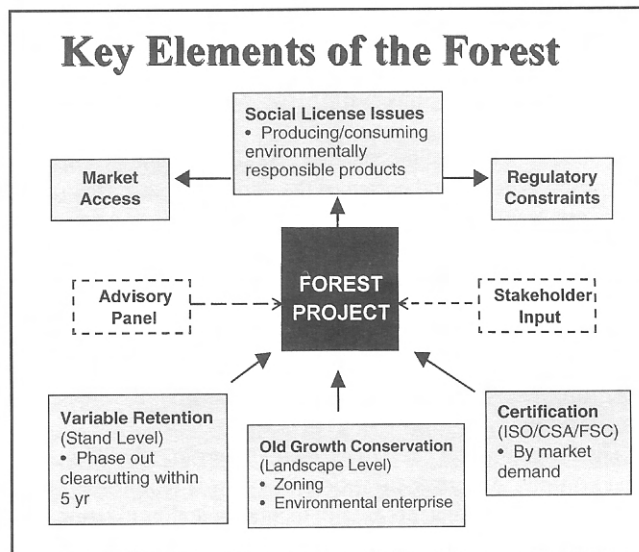 Key Elements of the Forest
Social License Issues
• Producing/consuming
environmentally
responsible products
Market
Access
Regulatory
Constraints
FOREST
PROJECT
Advisory
Panel
Stakeholder
Input
Variable Retention
(Stand Level)
• Phase out
clearcutting within
5 yr
Old Growth Conservation
(Landscape Level)
• Zoning
• Environmental enterprise
Certification
(ISO/CSA/FSC)
• By market
demand